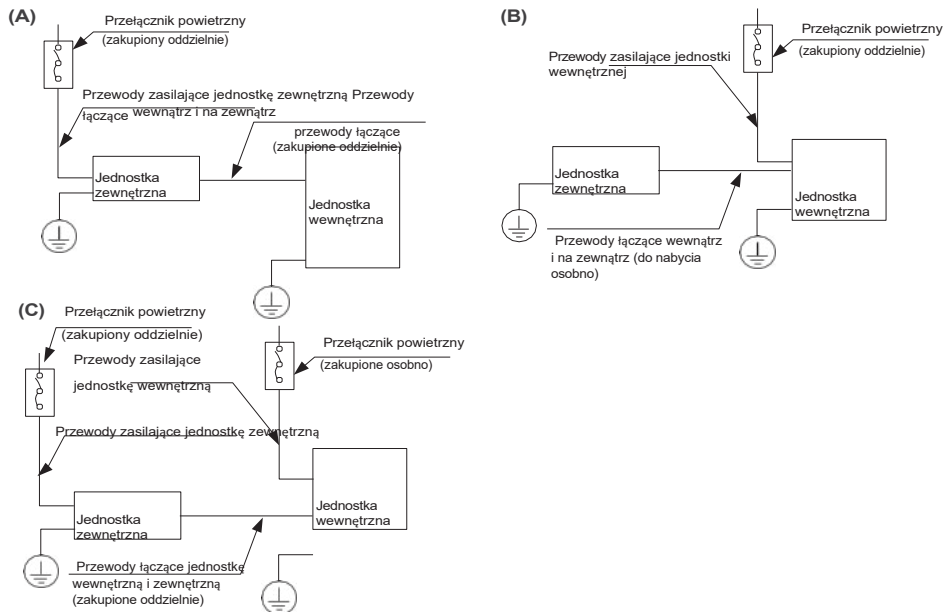 (A)
Przełącznik powietrzny
(zakupiony oddzielnie)
Przewody zasilające jednostkę zewnętrzną Przewody
łączące wewnątrz i na zewnątrz
przewody łączące
(zakupione oddzielnie)
Jednostka
zewnętrzna
Jednostka
wewnętrzna
(B)
Przełącznik powietrzny
(zakupiony oddzielnie)
Przewody zasilające jednostki
wewnętrznej
Jednostka
zewnętrzna
Jednostka
wewnętrzna
Przewody łączące wewnątrz
i na zewnątrz (do nabycia
osobno)
(C)
Przełącznik powietrzny
(zakupiony oddzielnie)
Przewody zasilające
jednostkę wewnętrzną
Przełącznik powietrzny
(zakupione osobno)
Przewody zasilające jednostkę zewnętrzną
Jednostka
zewnętrzna
Jednostka
wewnętrzna
Przewody łączące jednostkę
wewnętrzną i zewnętrzną
(zakupione oddzielnie)